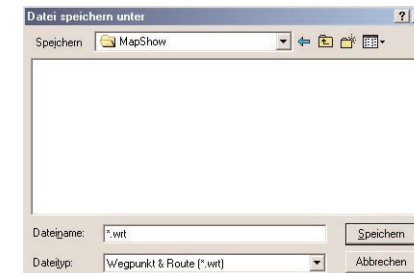 Datei speichern unter
?
Speichern MapShow
Dateiname: *.wrt Speichern
Dateityp: Wegpunkt & Route (*.wrt) Abbrechen